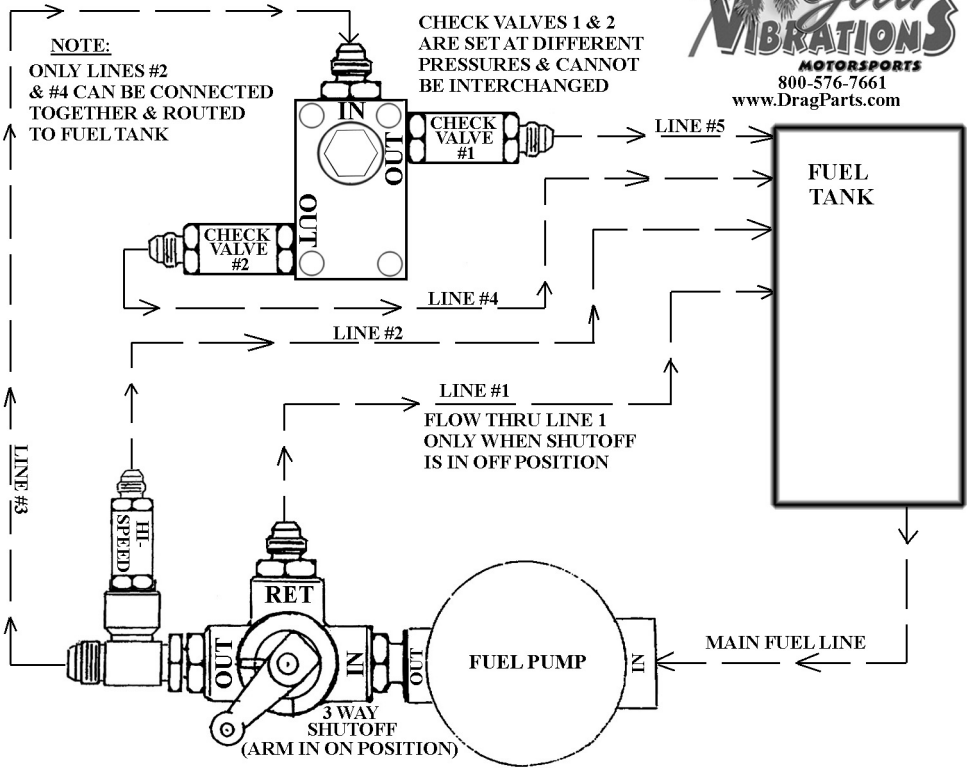 NOTE:
ONLY LINES #2
& #4 CAN BE CONNECTED
TOGETHER & ROUTED
TO FUEL TANK
CHECK VALVES 1 & 2
ARE SET AT DIFFERENT
PRESSURES & CANNOT
BE INTERCHANGED
VIBRATIONS
MOTORSPORTS
800-576-7661
www.DragParts.com
IN
OUT
CHECK
VALVE
#1
LINE #5
FUEL
TANK
OUT
CHECK
VALVE
#2
LINE #4
LINE #2
LINE #1
FLOW THRU LINE 1
ONLY WHEN SHUTOFF
IS IN OFF POSITION
LINE #3
HI-
SPEED
RET
OUT
IN
OUT
FUEL PUMP
IN
MAIN FUEL LINE
3 WAY
SHUTOFF
(ARM IN ON POSITION)